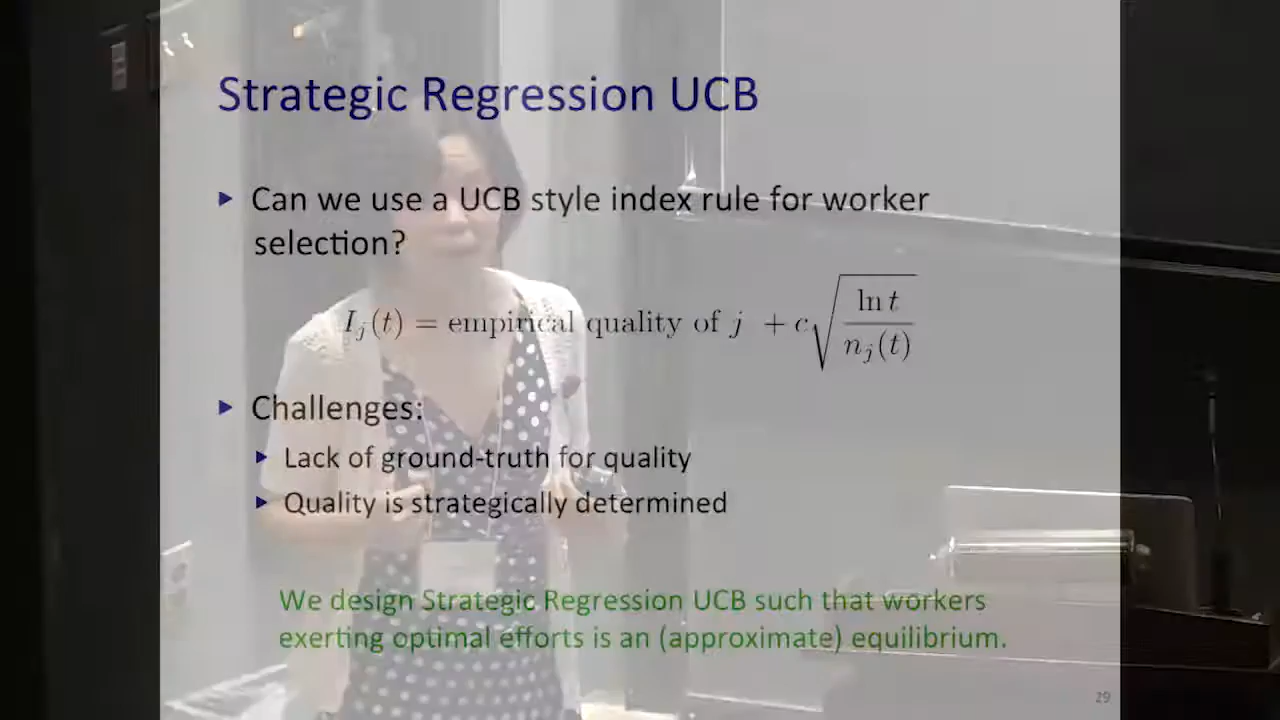 Strategic Regression UCB
▸ Can we use a UCB style index rule for worker
selection?
I_j(t) = empirical quality of j + c√(ln t / n_j(t))
▸ Challenges:
▸ Lack of ground-truth for quality
▸ Quality is strategically determined
We design Strategic Regression UCB such that workers
exerting optimal efforts is an (approximate) equilibrium.
29